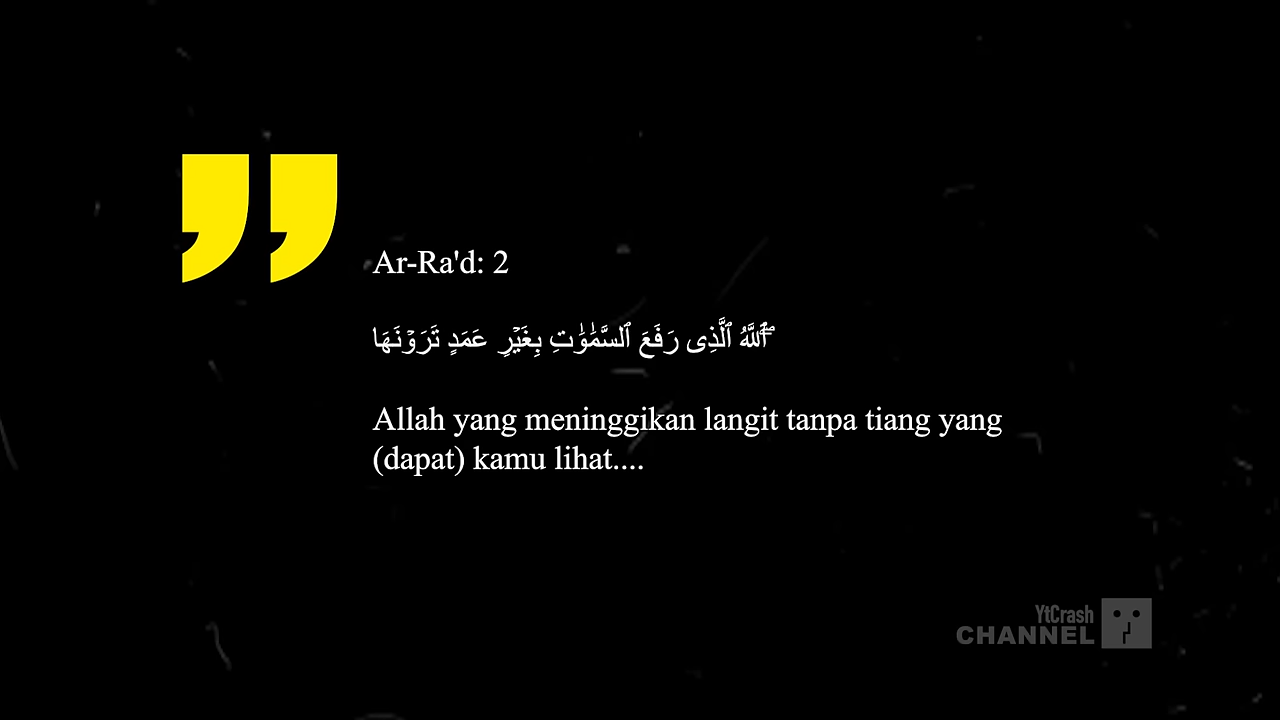 Ar-Ra'd: 2
ٱللَّهُ ٱلَّذِى رَفَعَ ٱلسَّمَٰوَٰتِ بِغَيْرِ عَمَدٍ تَرَوْنَهَا
Allah yang meninggikan langit tanpa tiang yang
(dapat) kamu lihat....
YtCrash
CHANNEL